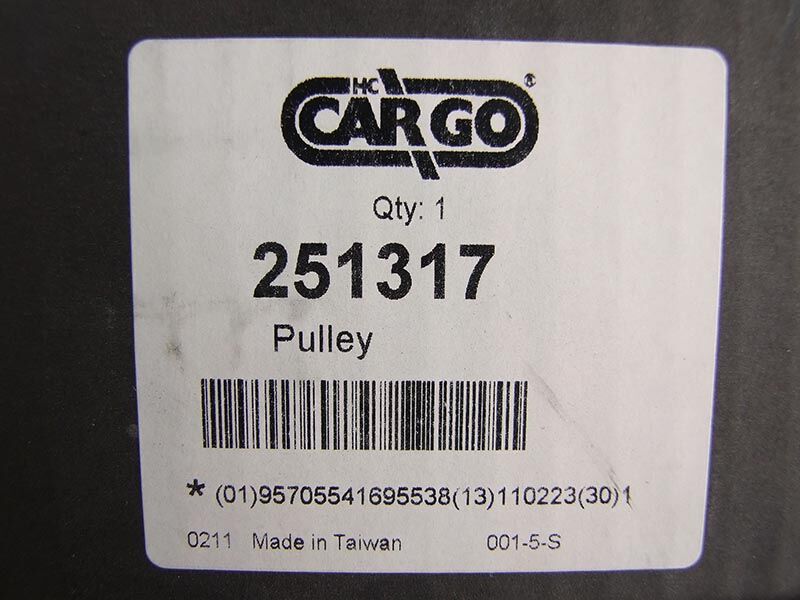 HC
CARGO®
Qty: 1
251317
Pulley
* (01)95705541695538(13)110223(30)1
0211 Made in Taiwan 001-5-S